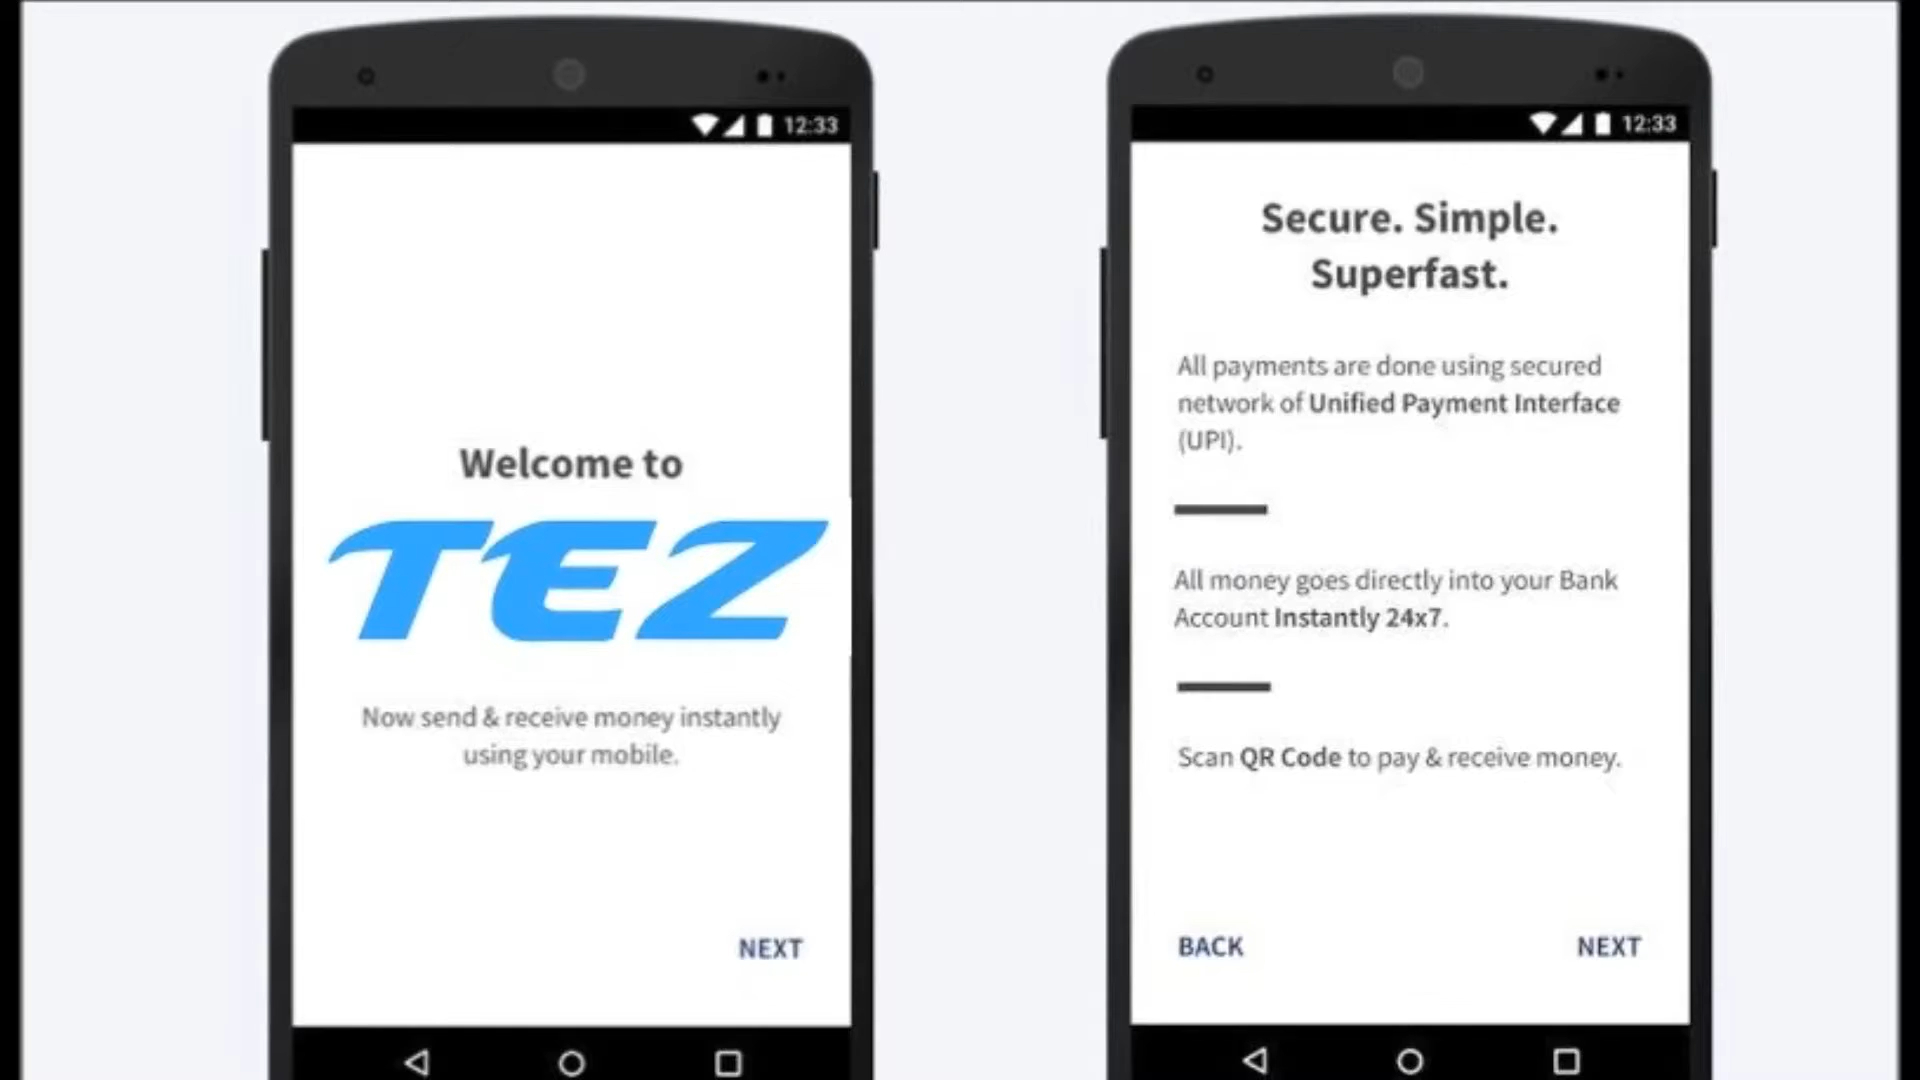 12:33
Welcome to
TEZ
Now send & receive money instantly
using your mobile.
NEXT
12:33
Secure. Simple.
Superfast.
All payments are done using secured
network of Unified Payment Interface
(UPI).
All money goes directly into your Bank
Account Instantly 24x7.
Scan QR Code to pay & receive money.
BACK
NEXT